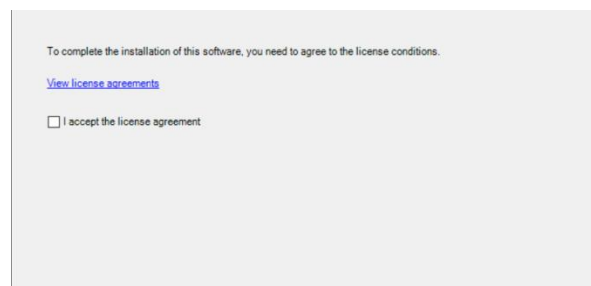 To complete the installation of this software, you need to agree to the license conditions.
View license agreements
I accept the license agreement